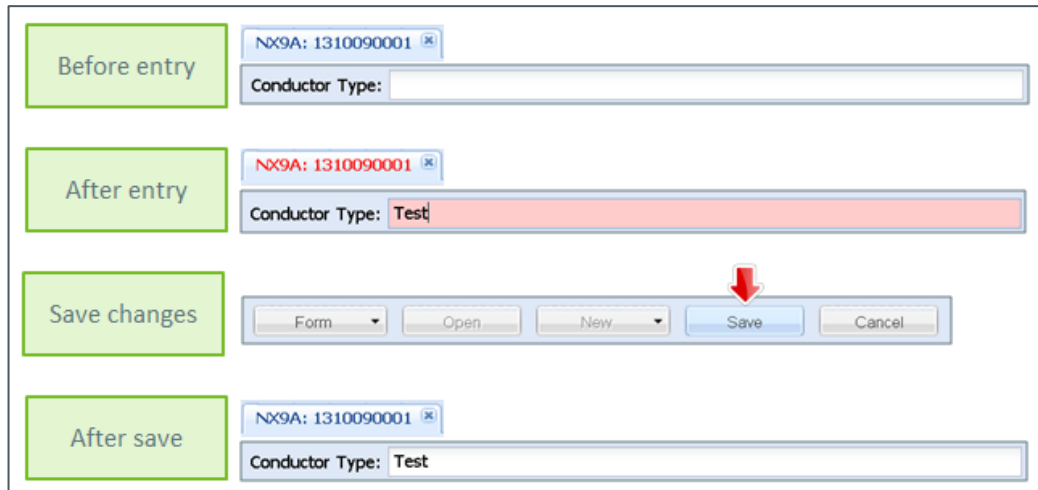 Before entry
NX9A: 1310090001
Conductor Type:
After entry
NX9A: 1310090001
Conductor Type: Test
Save changes
Form Open New Save Cancel
After save
NX9A: 1310090001
Conductor Type: Test